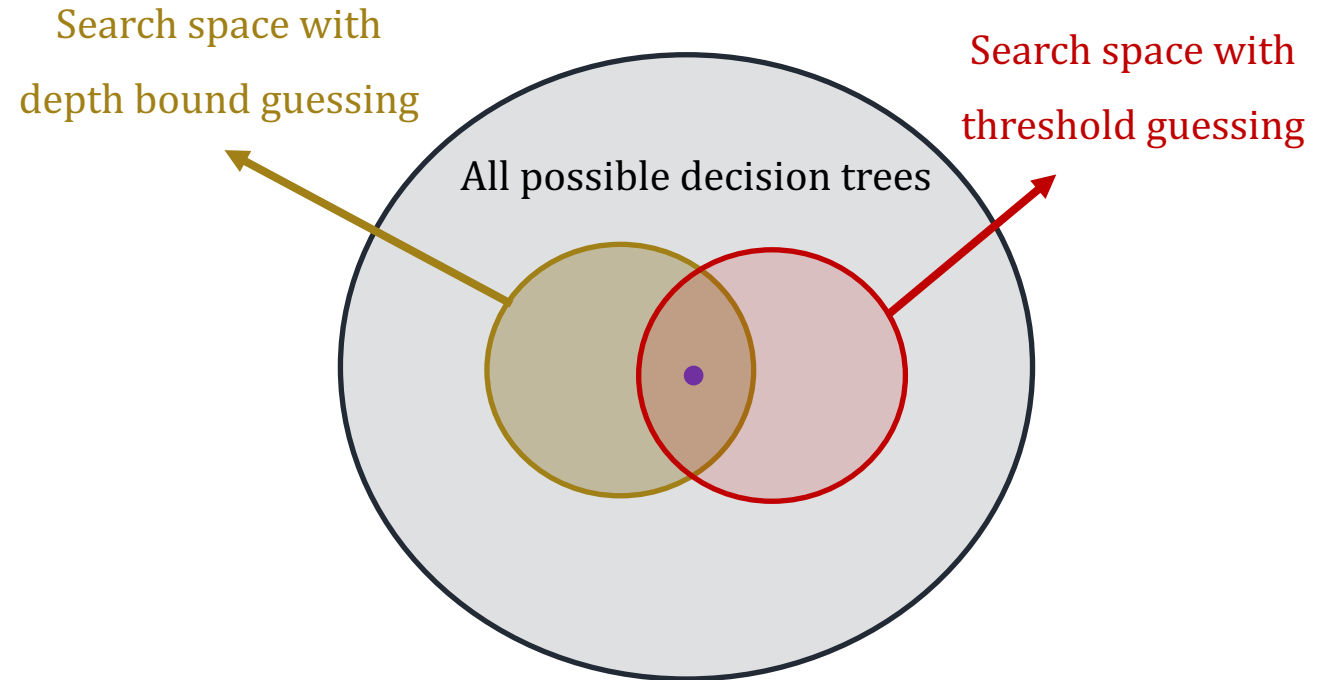 Search space with
depth bound guessing
Search space with
threshold guessing
All possible decision trees